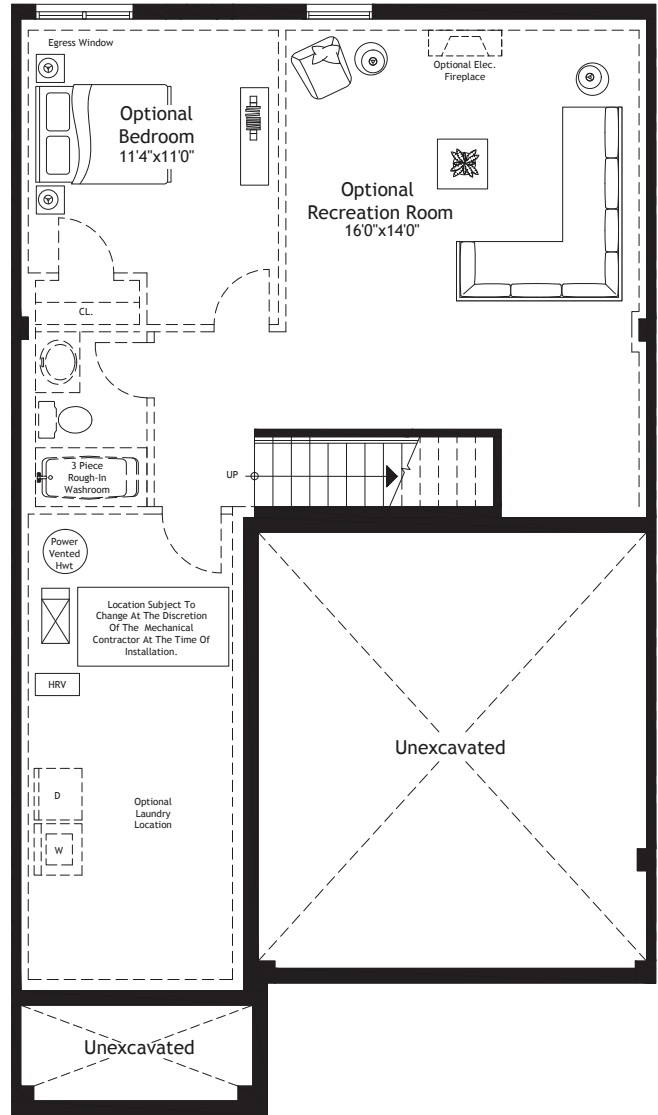 Egress Window
Optional
Bedroom
11'4"x11'0"
Optional Elec.
Fireplace
Optional
Recreation Room
16'0"x14'0"
CL.
3 Piece
Rough-In
Washroom
UP
Power
Vented
Hwt
Location Subject To
Change At The Discretion
Of The Mechanical
Contractor At The Time Of
Installation.
HRV
D
W
Optional
Laundry
Location
Unexcavated
Unexcavated